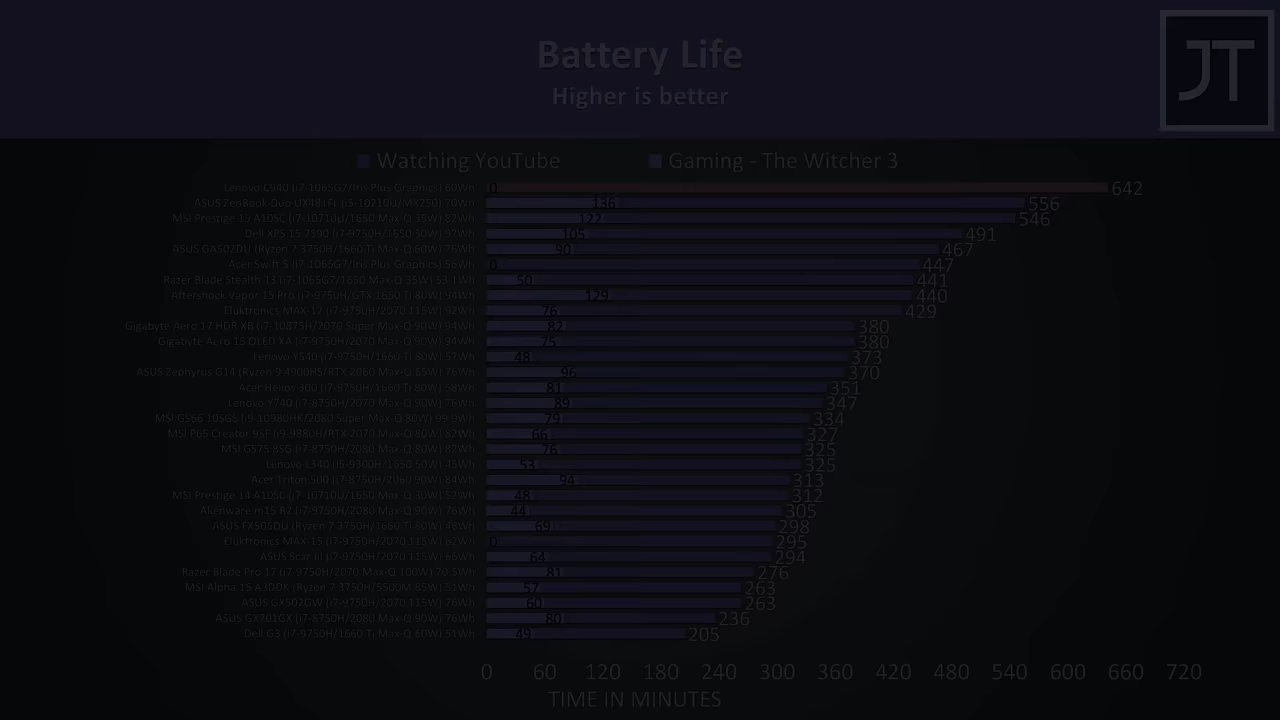 Battery Life
JT
Higher is better
Watching YouTube Gaming - The Witcher 3
Lenovo C940 (i7-1065G7/Iris Plus Graphics) 60Wh 0 642
ASUS ZenBook Duo UX481FL (i5-10210U/MX250) 70Wh 136 556
MSI Prestige 15 A10SC (i7-10710U/1650 Max-Q 35W) 82Wh 122 546
Dell XPS 15 7590 (i7-9750H/1650 50W) 97Wh 105 491
ASUS GA502DU (Ryzen 7 3750H/1660 Ti Max-Q 60W) 76Wh 90 467
Acer Swift 5 (i7-1065G7/Iris Plus Graphics) 56Wh 0 447
Razer Blade Stealth 13 (i7-1065G7/1650 Max-Q 35W) 53.1Wh 50 441
Aftershock Vapor 15 Pro (i7-9750H/GTX 1660 Ti 80W) 94Wh 129 440
Eluktronics MAX-17 (i7-9750H/2070 115W) 92Wh 76 429
Gigabyte Aero 17 HDR XB (i7-10875H/2070 Super Max-Q 90W) 94Wh 82 380
Gigabyte Aero 15 OLED XA (i7-9750H/2070 Max-Q 90W) 94Wh 75 380
Lenovo Y540 (i7-9750H/1660 Ti 80W) 57Wh 48 373
ASUS Zephyrus G14 (Ryzen 9 4900HS/RTX 2060 Max-Q 65W) 76Wh 96 370
Acer Helios 300 (i7-9750H/1660 Ti 80W) 58Wh 81 351
Lenovo Y740 (i7-8750H/2070 Max-Q 90W) 76Wh 89 347
MSI GS66 10SGS (i9-10980HK/2080 Super Max-Q 80W) 99.9Wh 79 334
MSI P65 Creator 9SF (i9-9880H/RTX 2070 Max-Q 80W) 82Wh 66 327
MSI GS75 8SG (i7-8750H/2080 Max-Q 80W) 82Wh 76 325
Lenovo L340 (i5-9300H/1650 50W) 45Wh 53 325
Acer Triton 500 (i7-8750H/2060 90W) 84Wh 94 313
MSI Prestige 14 A10SC (i7-10710U/1650 Max-Q 30W) 52Wh 48 312
Alienware m15 R2 (i7-9750H/2080 Max-Q 90W) 76Wh 44 305
ASUS FX505DU (Ryzen 7 3750H/1660 Ti 80W) 48Wh 69 298
Eluktronics MAX-15 (i7-9750H/2070 115W) 62Wh 0 295
ASUS Scar III (i7-9750H/2070 115W) 66Wh 64 294
Razer Blade Pro 17 (i7-9750H/2070 Max-Q 100W) 70.5Wh 81 276
MSI Alpha 15 A3DDK (Ryzen 7 3750H/5500M 85W) 51Wh 57 263
ASUS GX502GW (i7-9750H/2070 115W) 76Wh 60 263
ASUS GX701GX (i7-8750H/2080 Max-Q 90W) 76Wh 80 236
Dell G3 (i7-9750H/1660 Ti Max-Q 60W) 51Wh 49 205
0 60 120 180 240 300 360 420 480 540 600 660 720
TIME IN MINUTES